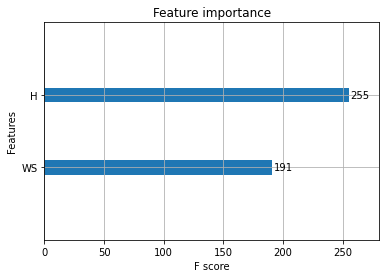 Feature importance
Features
H
255
WS
191
0 50 100 150 200 250
F score